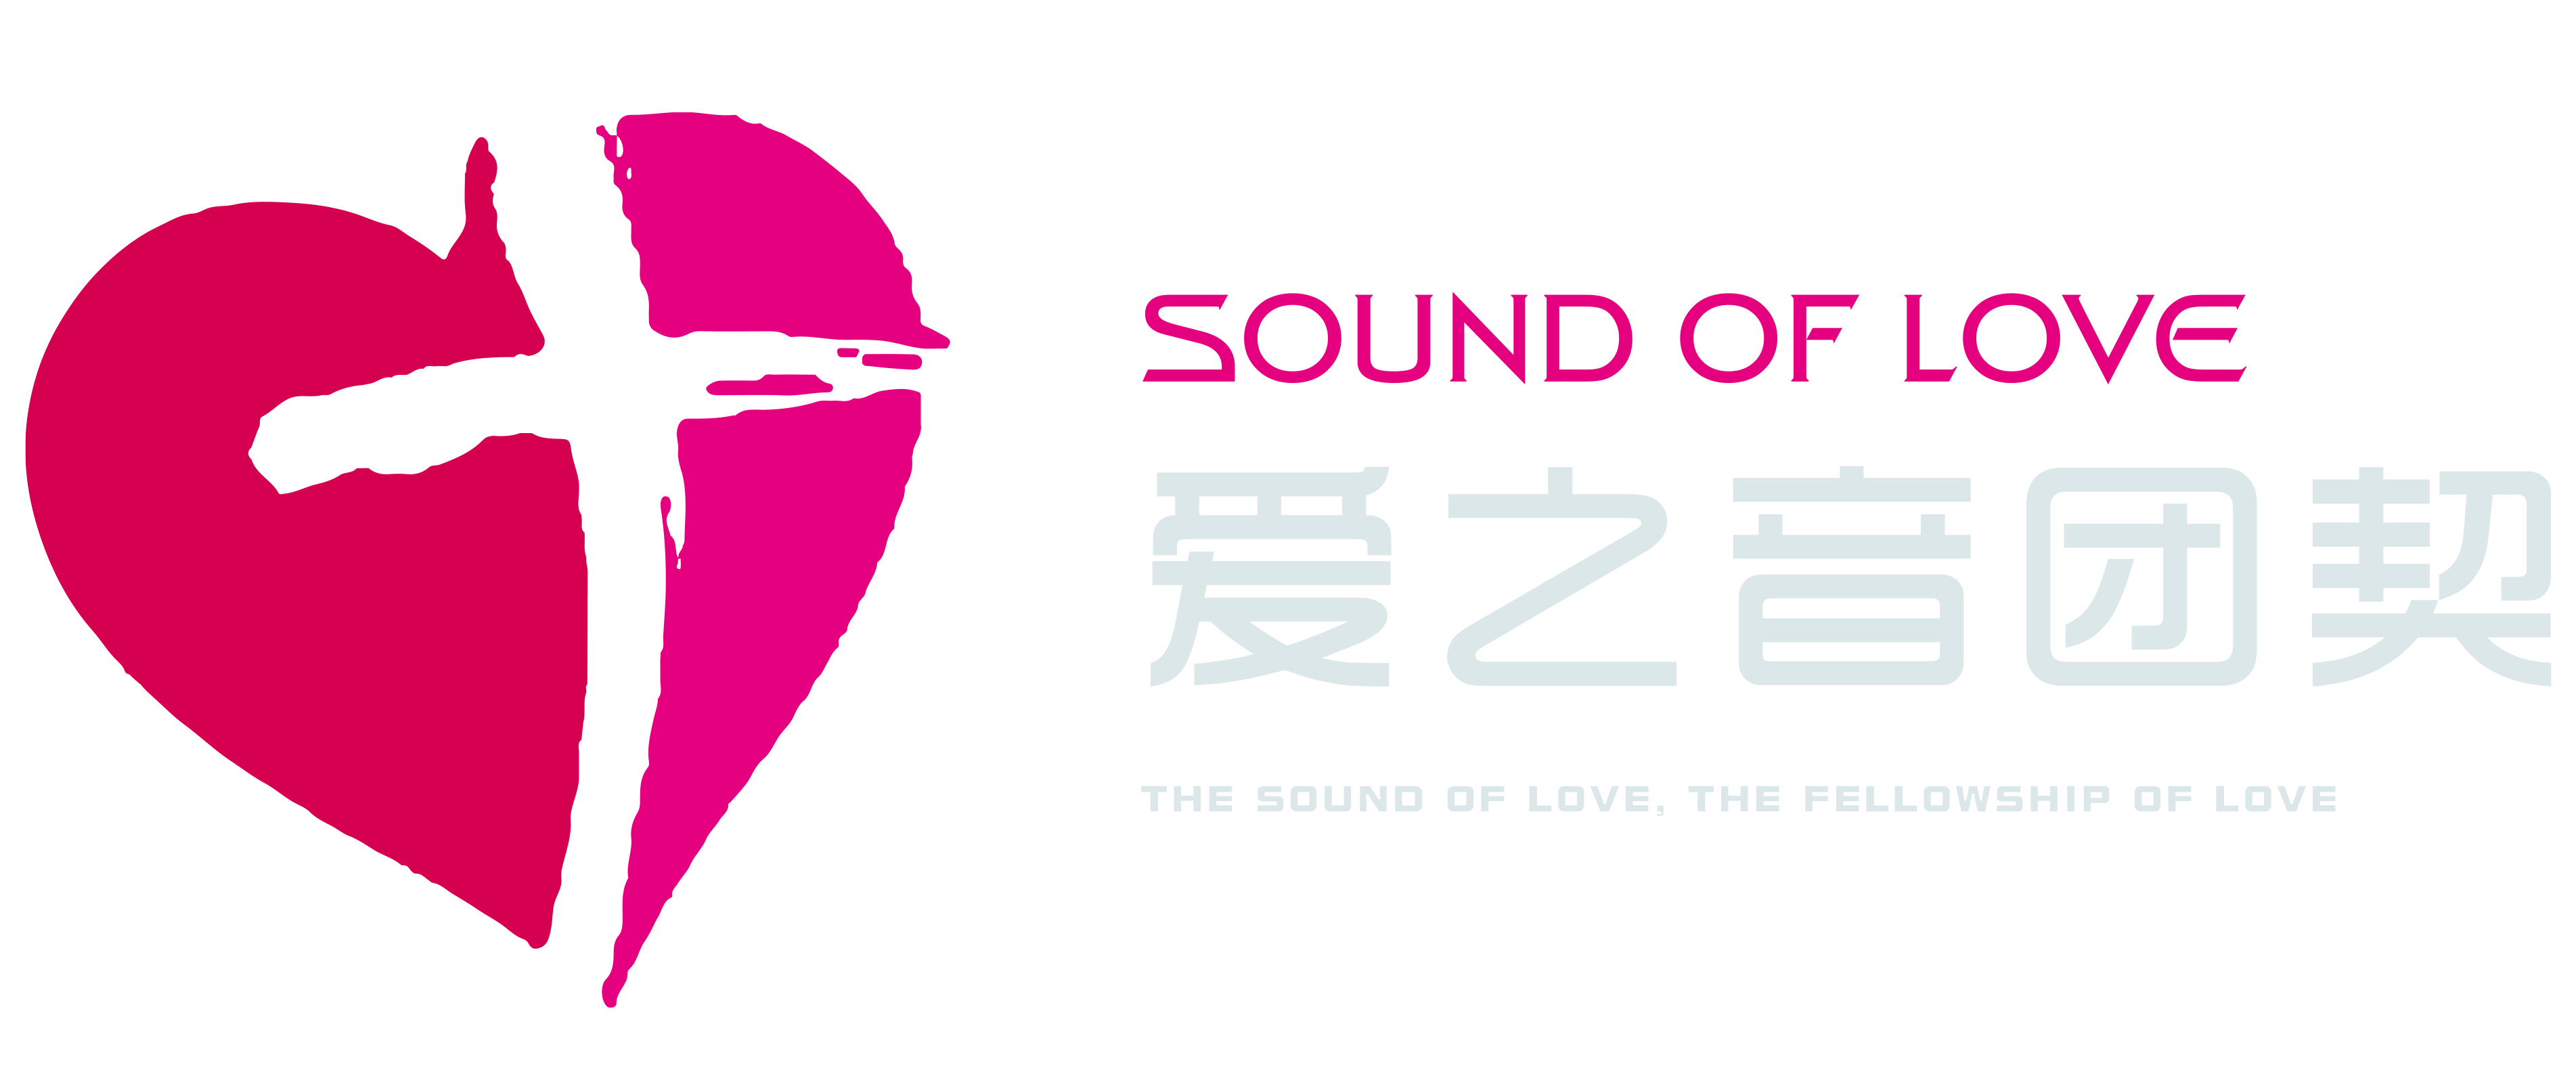 SOUND OF LOVE
爱之音团契
THE SOUND OF LOVE, THE FELLOWSHIP OF LOVE